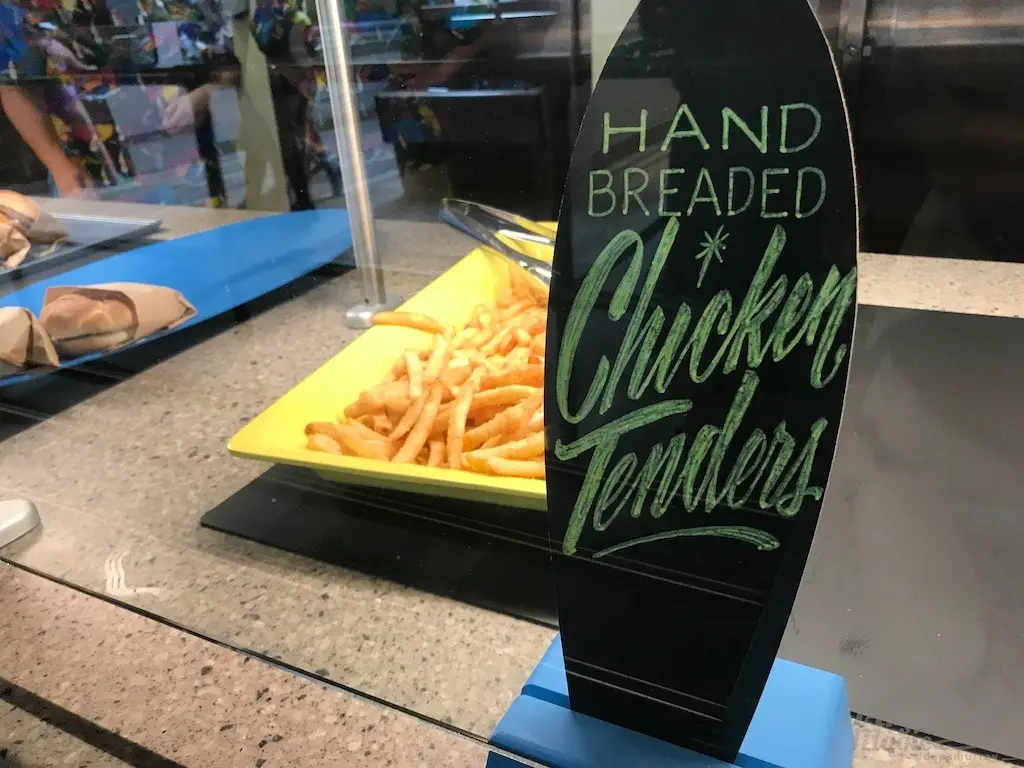 HAND
BREADED
Chicken
Tenders